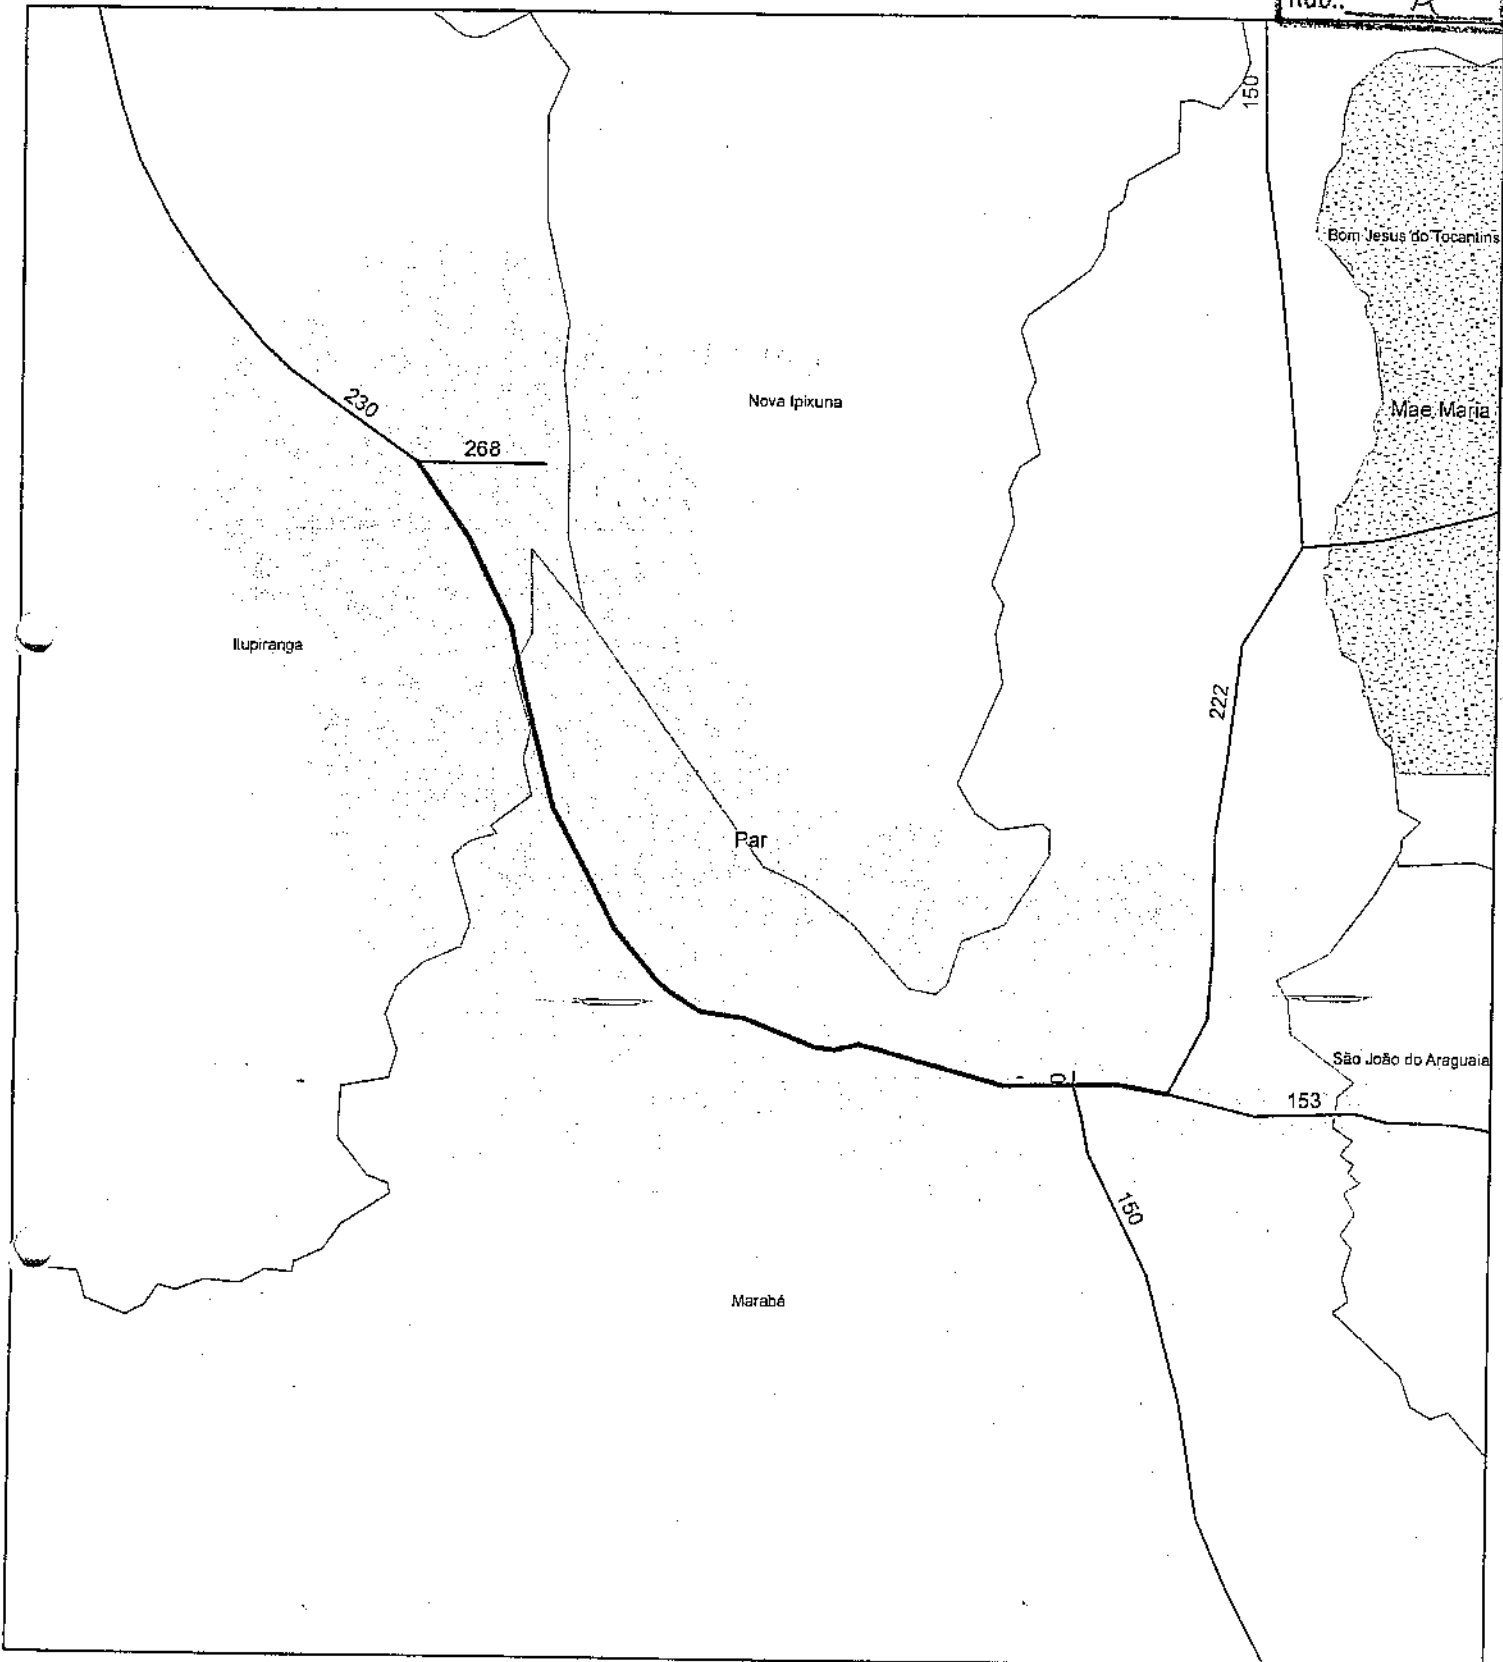 150
Bom Jesus do Tocantins
230
Nova Ipixuna
Mae Maria
268
Itupiranga
222
Par
São João do Araguaia
0
153
150
Marabá